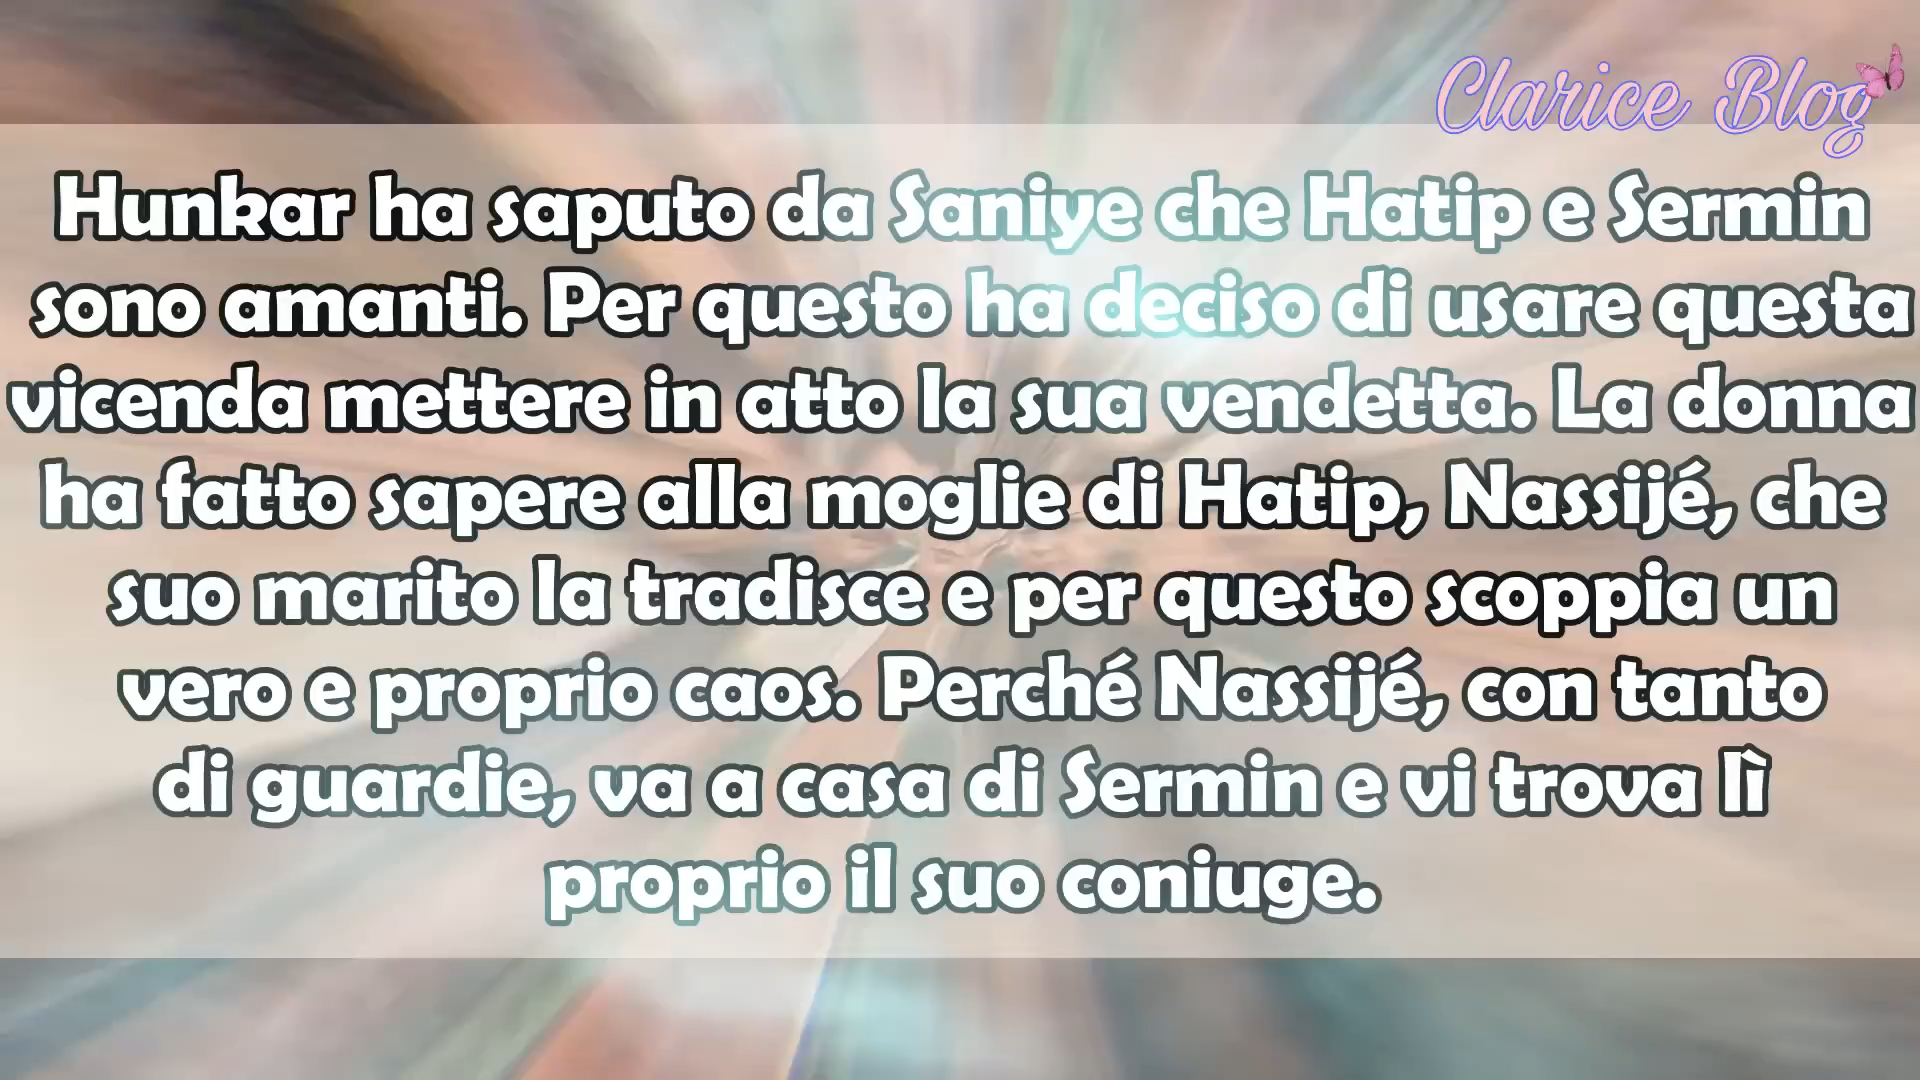 Clarice Blog
Hunkar ha saputo da Saniye che Hatip e Sermin
sono amanti. Per questo ha deciso di usare questa
vicenda mettere in atto la sua vendetta. La donna
ha fatto sapere alla moglie di Hatip, Nassijé, che
suo marito la tradisce e per questo scoppia un
vero e proprio caos. Perché Nassijé, con tanto
di guardie, va a casa di Sermin e vi trova lì
proprio il suo coniuge.